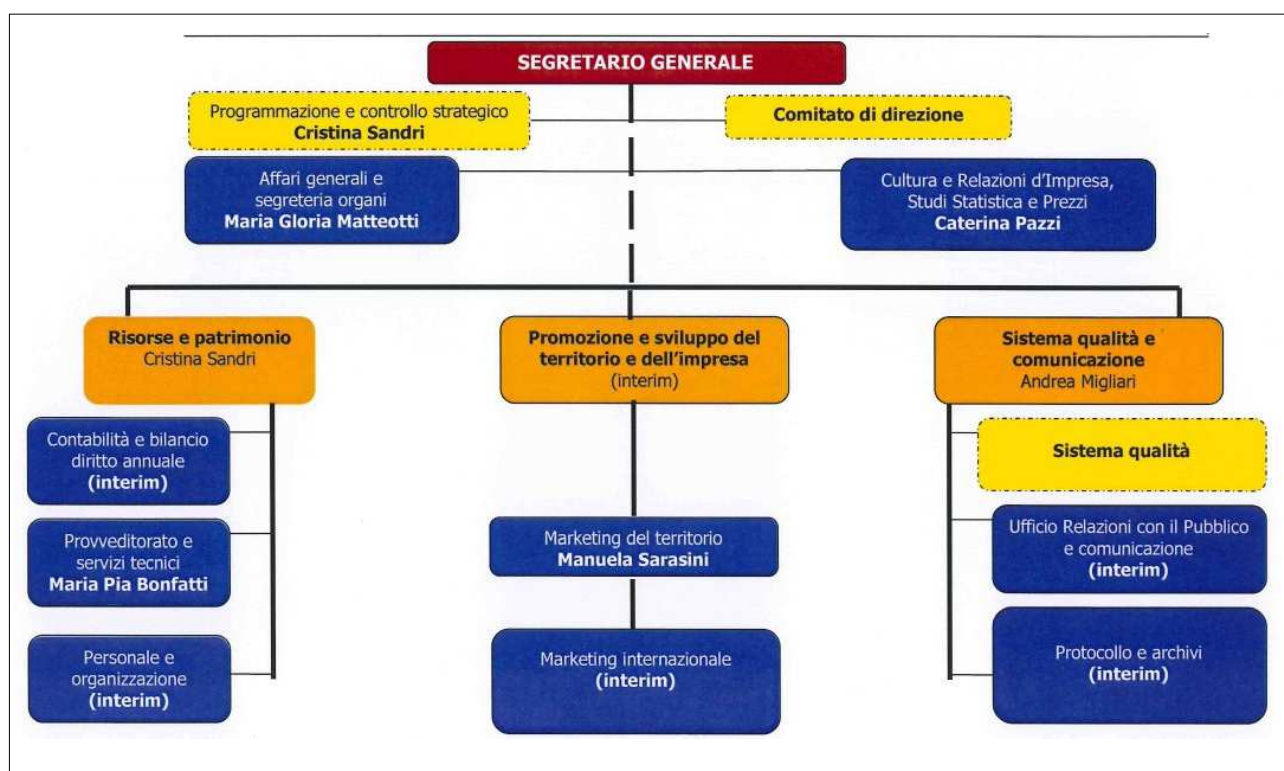 SEGRETARIO GENERALE
Programmazione e controllo strategico
Cristina Sandri
Comitato di direzione
Affari generali e
segreteria organi
Maria Gloria Matteotti
Cultura e Relazioni d'Impresa,
Studi Statistica e Prezzi
Caterina Pazzi
Risorse e patrimonio
Cristina Sandri
Contabilità e bilancio
diritto annuale
(interim)
Provveditorato e
servizi tecnici
Maria Pia Bonfatti
Personale e
organizzazione
(interim)
Promozione e sviluppo del
territorio e dell'impresa
(interim)
Marketing del territorio
Manuela Sarasini
Marketing internazionale
(interim)
Sistema qualità e
comunicazione
Andrea Migliari
Sistema qualità
Ufficio Relazioni con il Pubblico
e comunicazione
(interim)
Protocollo e archivi
(interim)